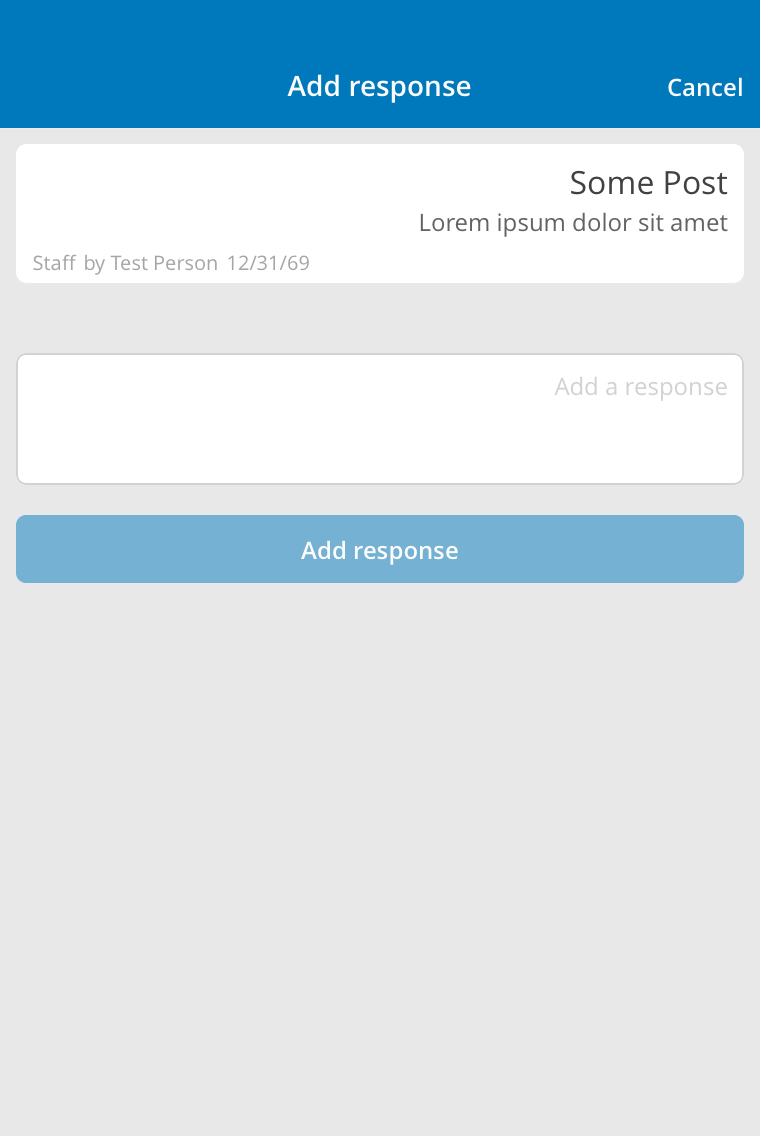 Add response
Cancel
Some Post
Lorem ipsum dolor sit amet
Staff by Test Person 12/31/69
Add a response
Add response